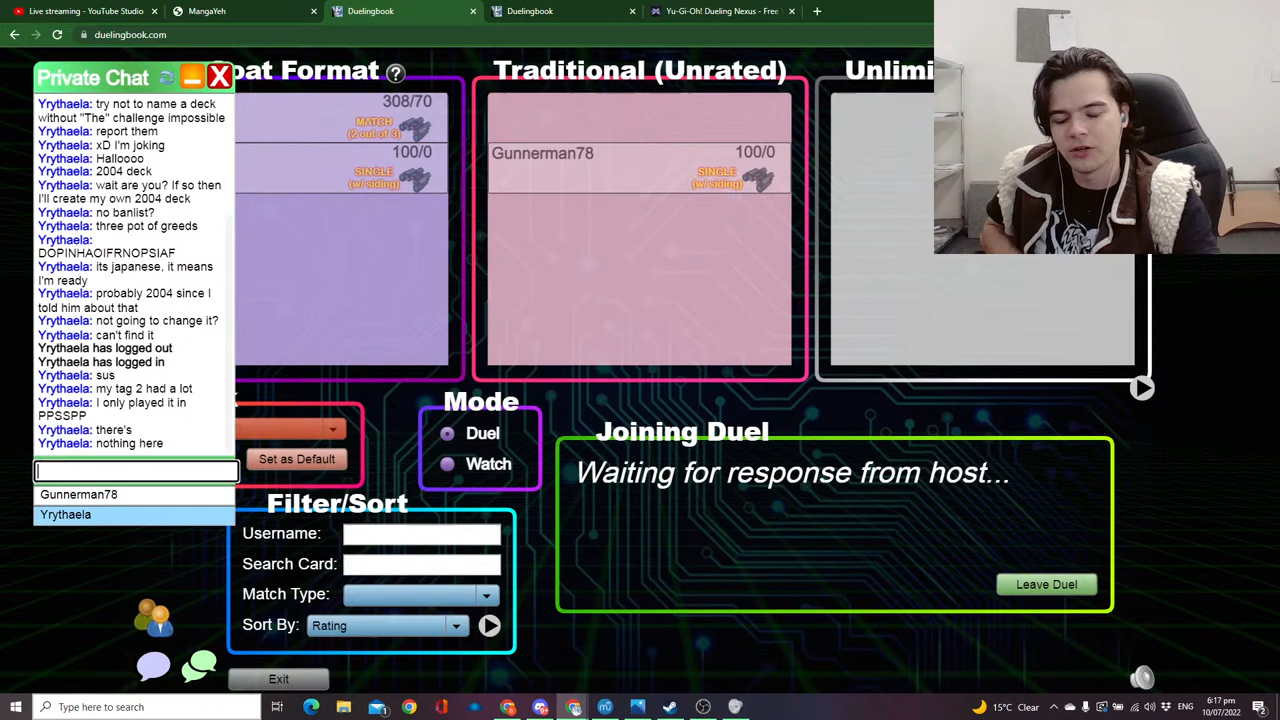 Live streaming - YouTube Studio
MangaYeh
Duelingbook
Duelingbook
Yu-Gi-Oh! Dueling Nexus - Free
duelingbook.com
Private Chat
X
oat Format
?
Traditional (Unrated)
Unlimi
Yrythaela: try not to name a deck
without "The" challenge impossible
Yrythaela: report them
Yrythaela: xD I'm joking
Yrythaela: Halloooo
Yrythaela: 2004 deck
Yrythaela: wait are you? If so then
I'll create my own 2004 deck
Yrythaela: no banlist?
Yrythaela: three pot of greeds
Yrythaela:
DOPINHAOIFRNOPSIAF
Yrythaela: its japanese, it means
I'm ready
Yrythaela: probably 2004 since I
told him about that
Yrythaela: not going to change it?
Yrythaela: can't find it
Yrythaela has logged out
Yrythaela has logged in
Yrythaela: sus
Yrythaela: my tag 2 had a lot
Yrythaela: I only played it in
PPSSPP
Yrythaela: there's
Yrythaela: nothing here
Gunnerman78
Yrythaela
308/70
MATCH
(2 out of 3)
100/0
SINGLE
(w/ siding)
Gunnerman78
100/0
SINGLE
(w/ siding)
Set as Default
Mode
Duel
Watch
Joining Duel
Waiting for response from host...
Leave Duel
Filter/Sort
Username:
Search Card:
Match Type:
Sort By:
Rating
Exit
Type here to search
1
15°C Clear
6:17 pm
10/07/2022